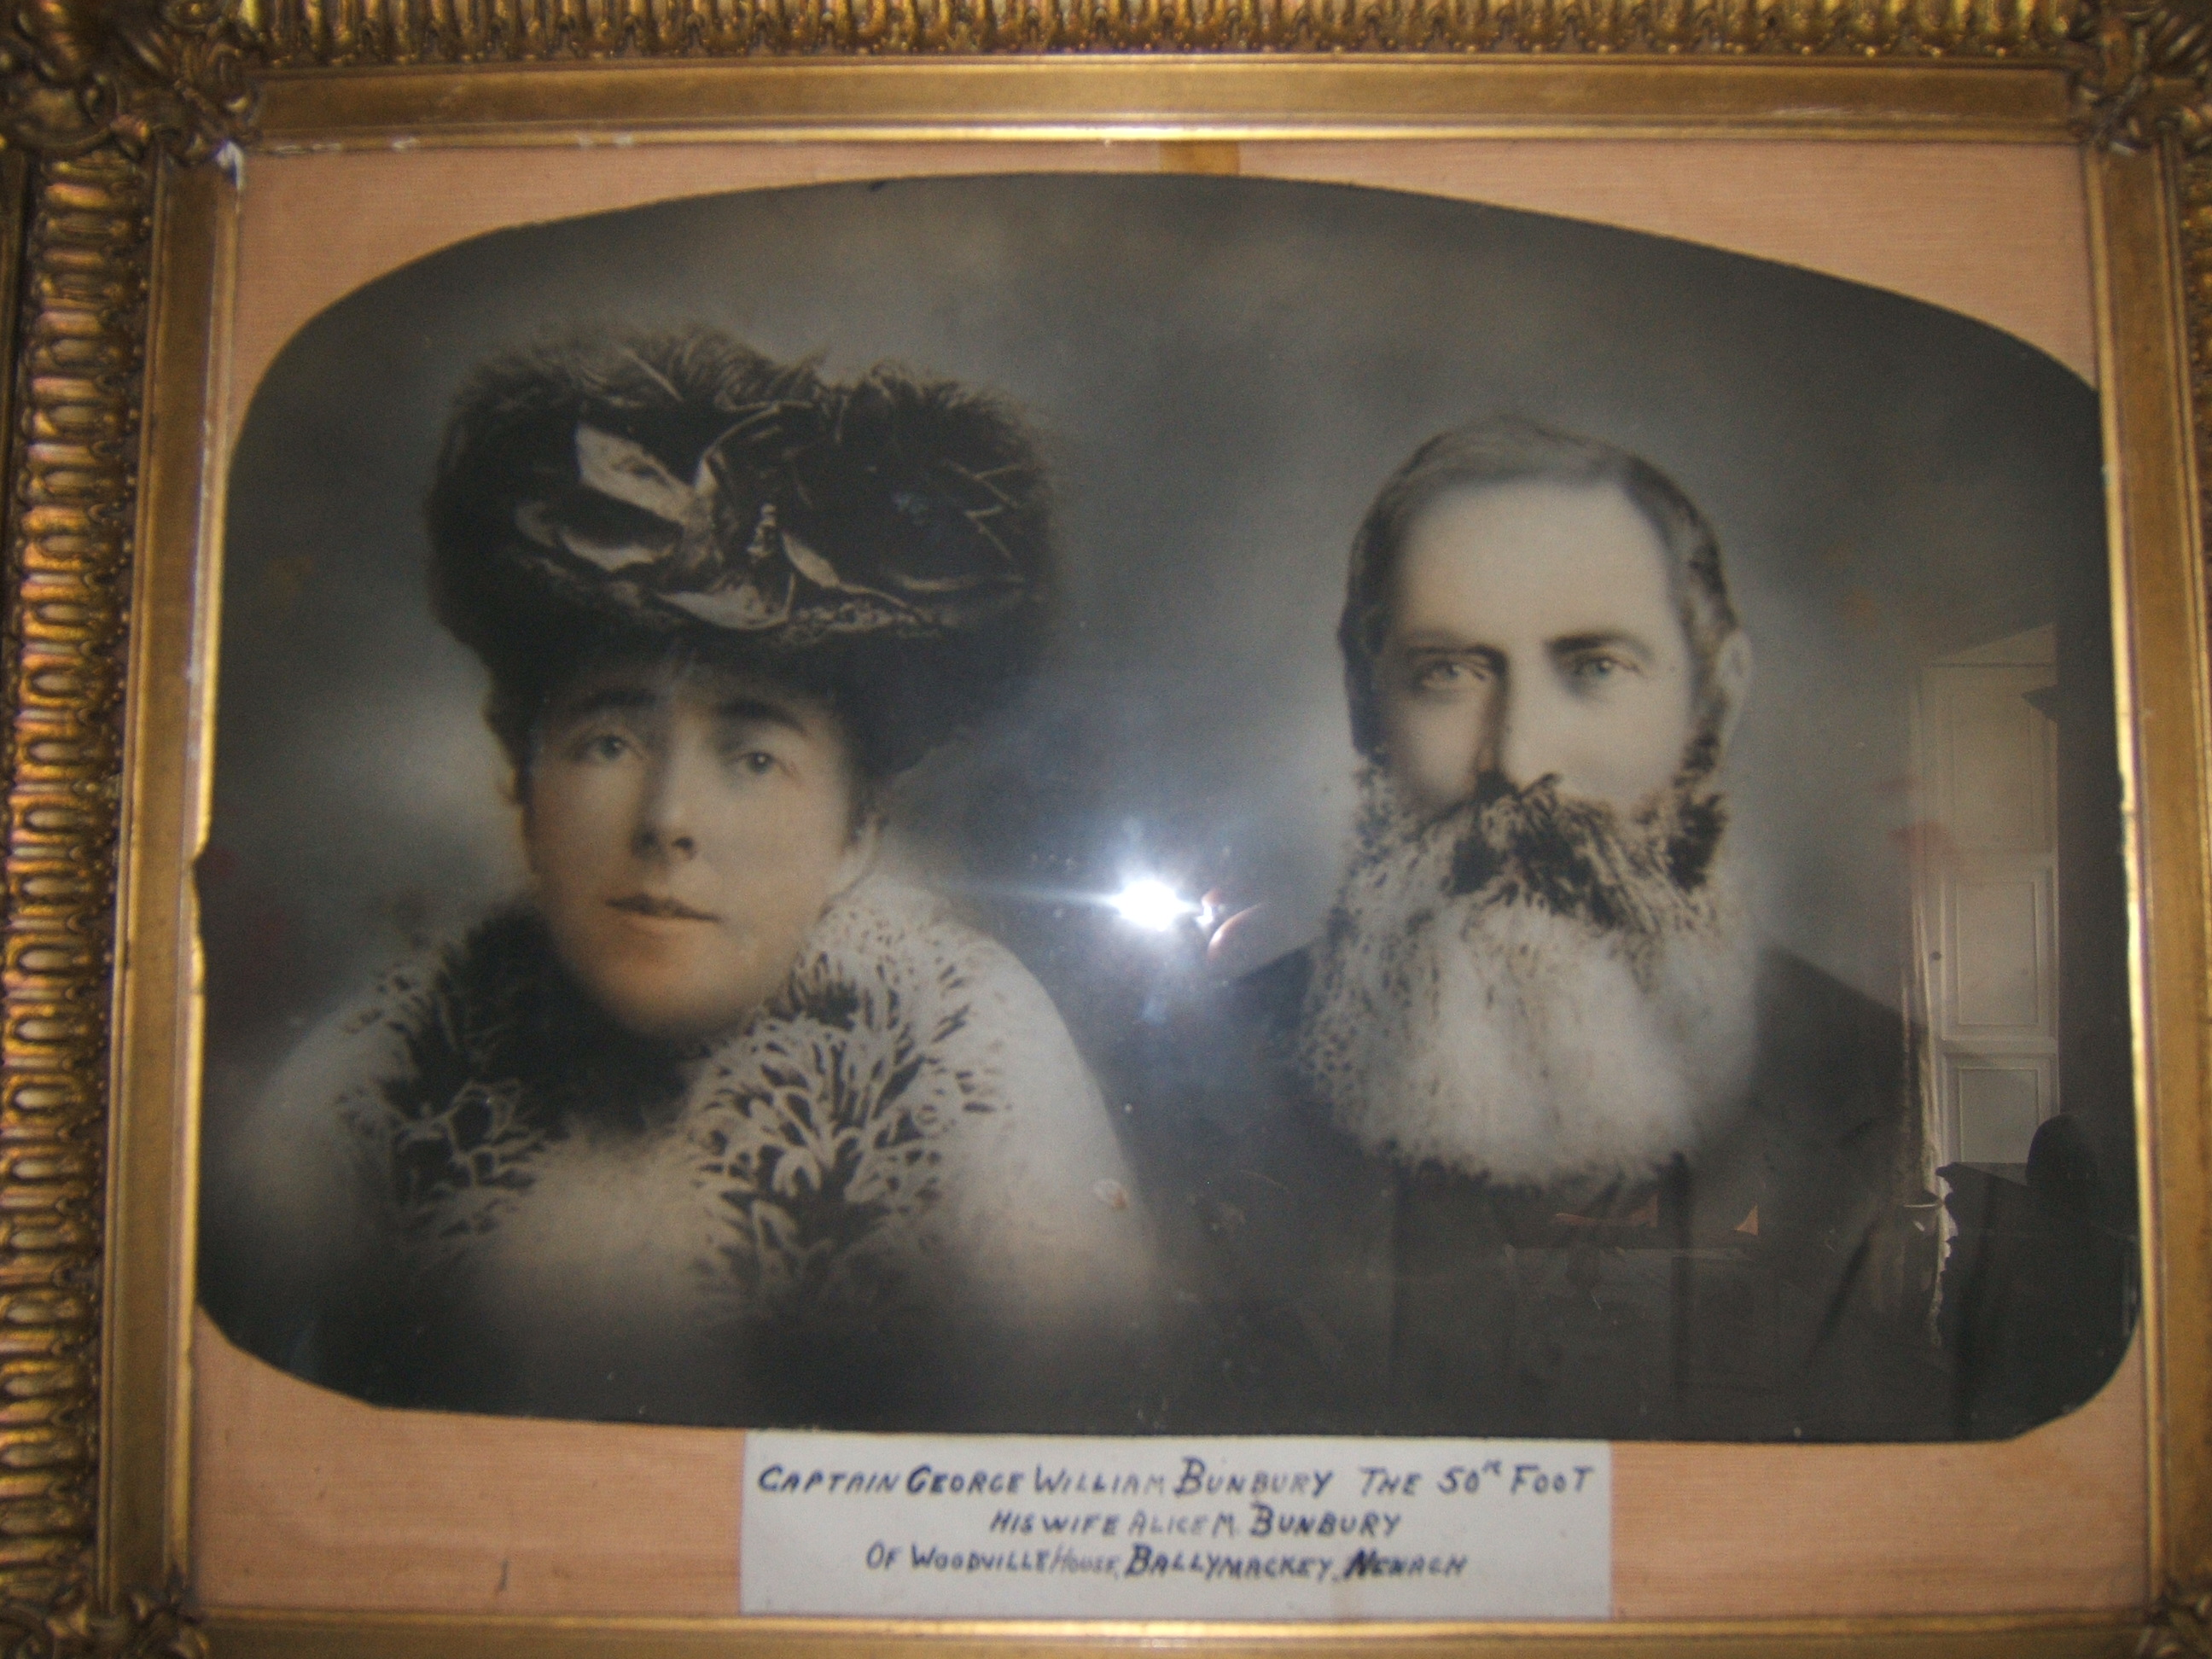 CAPTAIN GEORGE WILLIAM BUNBURY THE 50TH FOOT
HIS WIFE ALICE M. BUNBURY
OF WOODVILLE HOUSE, BALLYMACKEY, NENAGH